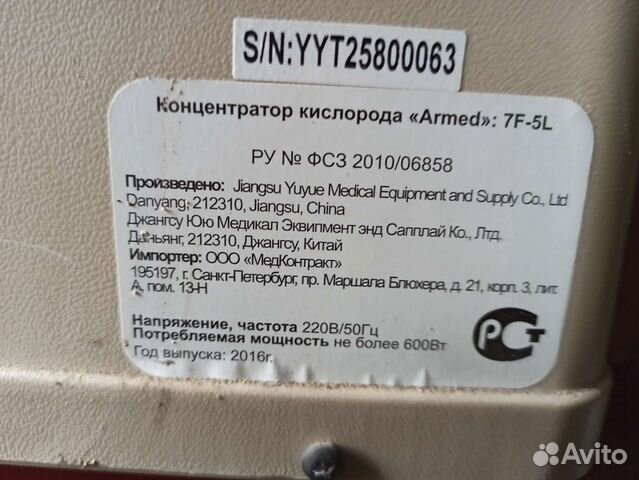 S/N:YYT25800063
Концентратор кислорода «Armed»: 7F-5L
РУ № ФСЗ 2010/06858
Произведено: Jiangsu Yuyue Medical Equipment and Supply Co., Ltd
Danyang, 212310, Jiangsu, China
Джангсу Юю Медикал Эквипмент энд Сапплай Ко., Лтд.
Даньянг, 212310, Джангсу, Китай
Импортер: ООО «МедКонтракт»
195197, г. Санкт-Петербург, пр. Маршала Блюхера, д. 21, корп. 3, лит.
А, пом. 13-Н
Напряжение, частота 220В/50Гц
Потребляемая мощность не более 600Вт
Год выпуска: 2016г.
РСТ
Avito